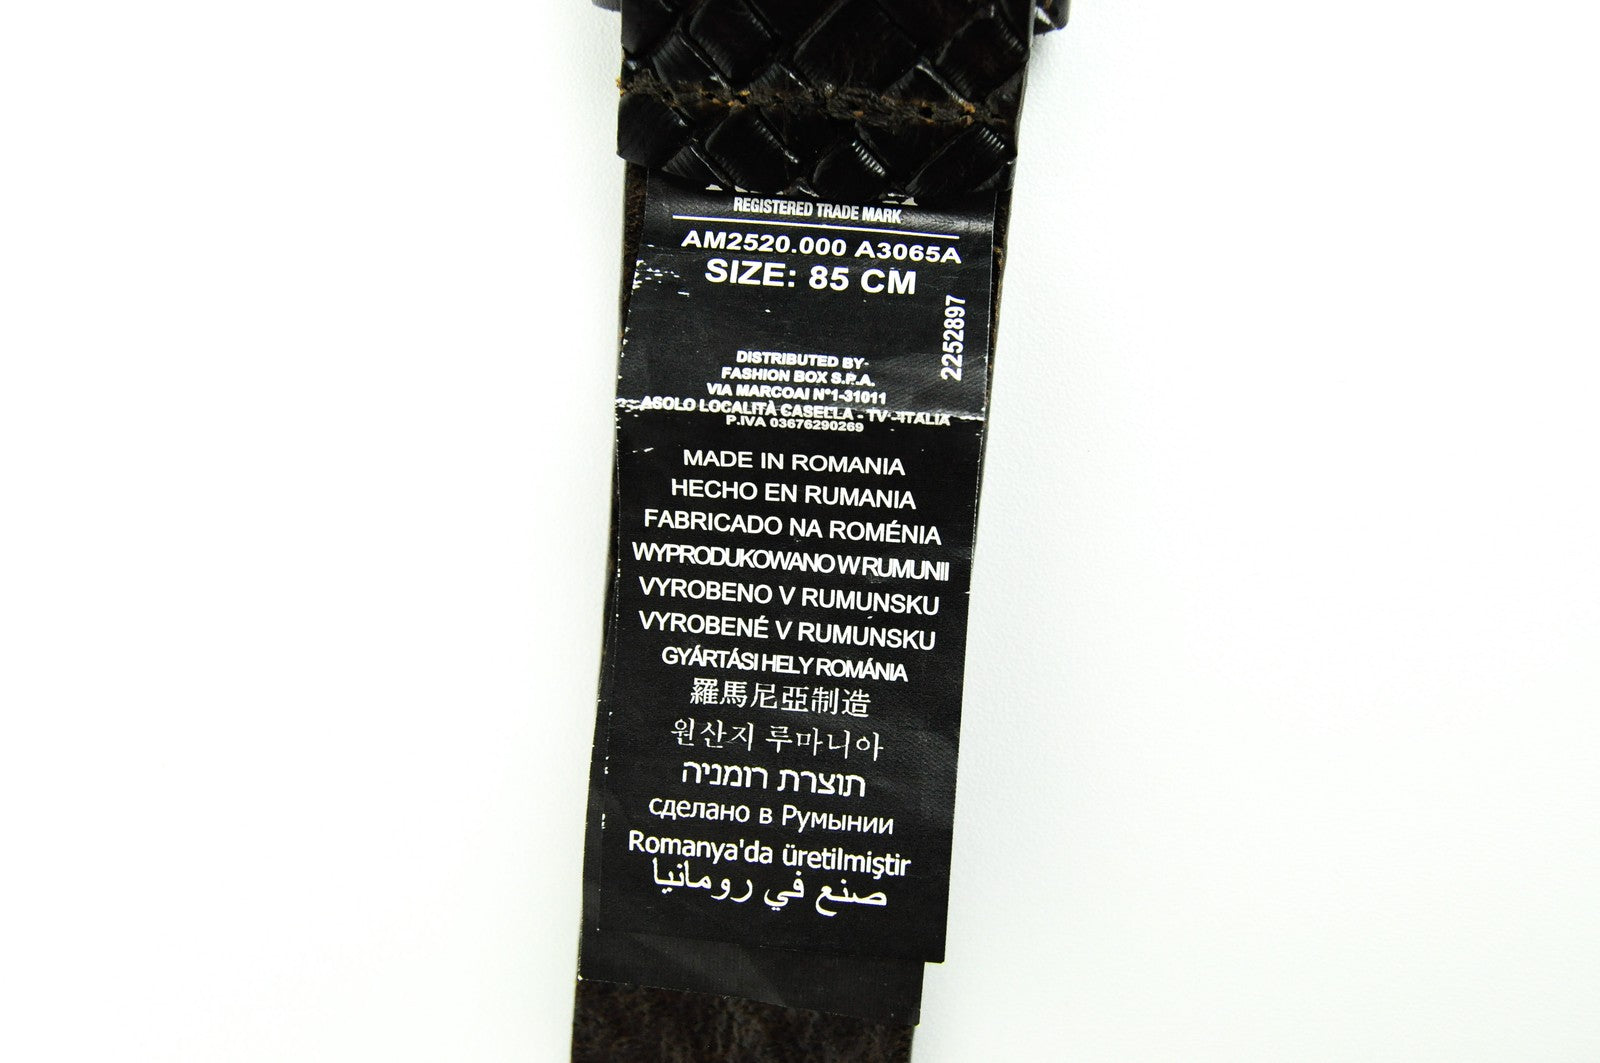 REGISTERED TRADE MARK
AM2520.000 A3065A
SIZE: 85 CM
2252897
DISTRIBUTED BY
FASHION BOX S.P.A.
VIA MARCOAI N°1-31011
ASOLO LOCALITÀ CASELLA - TV - ITALIA
P.IVA 03676290269
MADE IN ROMANIA
HECHO EN RUMANIA
FABRICADO NA ROMÉNIA
WYPRODUKOWANO W RUMUNII
VYROBENO V RUMUNSKU
VYROBENÉ V RUMUNSKU
GYÁRTÁSI HELY ROMÁNIA
羅馬尼亞制造
원산지 루마니아
תוצרת רומניה
сделано в Румынии
Romanya'da üretilmiştir
صنع في رومانيا